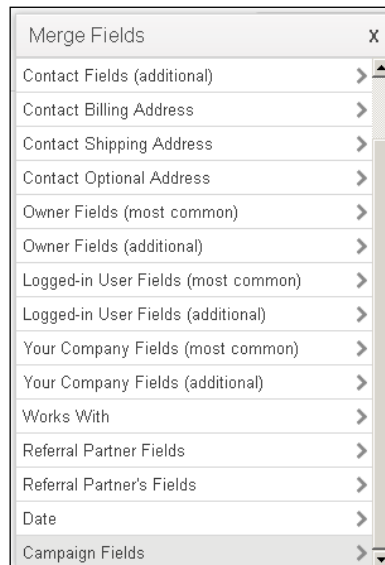 Merge Fields X
Contact Fields (additional)
Contact Billing Address
Contact Shipping Address
Contact Optional Address
Owner Fields (most common)
Owner Fields (additional)
Logged-in User Fields (most common)
Logged-in User Fields (additional)
Your Company Fields (most common)
Your Company Fields (additional)
Works With
Referral Partner Fields
Referral Partner's Fields
Date
Campaign Fields